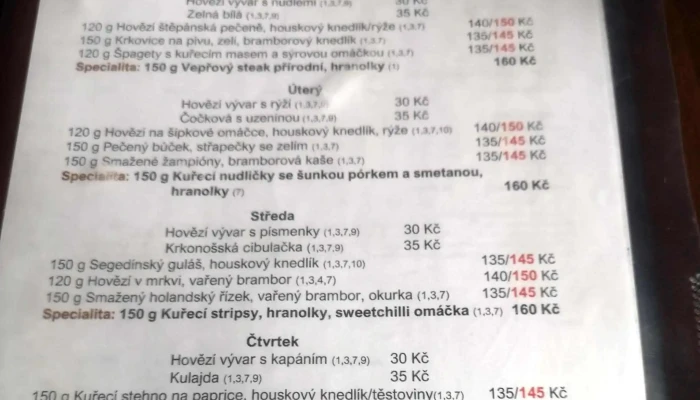 Hovězí vývar s nudlemi (1,3,7,9) 30 Kč
Zelná bílá (1,3,7,9) 35 Kč
120 g Hovězí štěpánská pečeně, houskový knedlík/rýže (1,3,7) 140/150 Kč
150 g Krkovice na pivu, zelí, bramborový knedlík (1,3,7) 135/145 Kč
120 g Špagety s kuřecím masem a sýrovou omáčkou (1,3,7) 135/145 Kč
Specialita: 150 g Vepřový steak přírodní, hranolky (1) 160 Kč
Úterý
Hovězí vývar s rýží (1,3,7,9) 30 Kč
Čočková s uzeninou (1,3,7,9) 35 Kč
120 g Hovězí na šípkové omáčce, houskový knedlík, rýže (1,3,7,10) 140/150 Kč
150 g Pečený bůček, střapečky se zelím (1,3,7) 135/145 Kč
150 g Smažené žampióny, bramborová kaše (1,3,7) 135/145 Kč
Specialita: 150 g Kuřecí nudličky se šunkou pórkem a smetanou,
hranolky (7) 160 Kč
Středa
Hovězí vývar s písmenky (1,3,7,9) 30 Kč
Krkonošská cibulačka (1,3,7,9) 35 Kč
150 g Segedínský guláš, houskový knedlík (1,3,7,10) 135/145 Kč
120 g Hovězí v mrkvi, vařený brambor (1,3,4,7) 140/150 Kč
150 g Smažený holandský řízek, vařený brambor, okurka (1,3,7) 135/145 Kč
Specialita: 150 g Kuřecí stripsy, hranolky, sweetchilli omáčka (1,3,7) 160 Kč
Čtvrtek
Hovězí vývar s kapáním (1,3,7,9) 30 Kč
Kulajda (1,3,7,9) 35 Kč
150 g Kuřecí stehno na paprice, houskový knedlík/těstoviny(1,3,7) 135/145 Kč